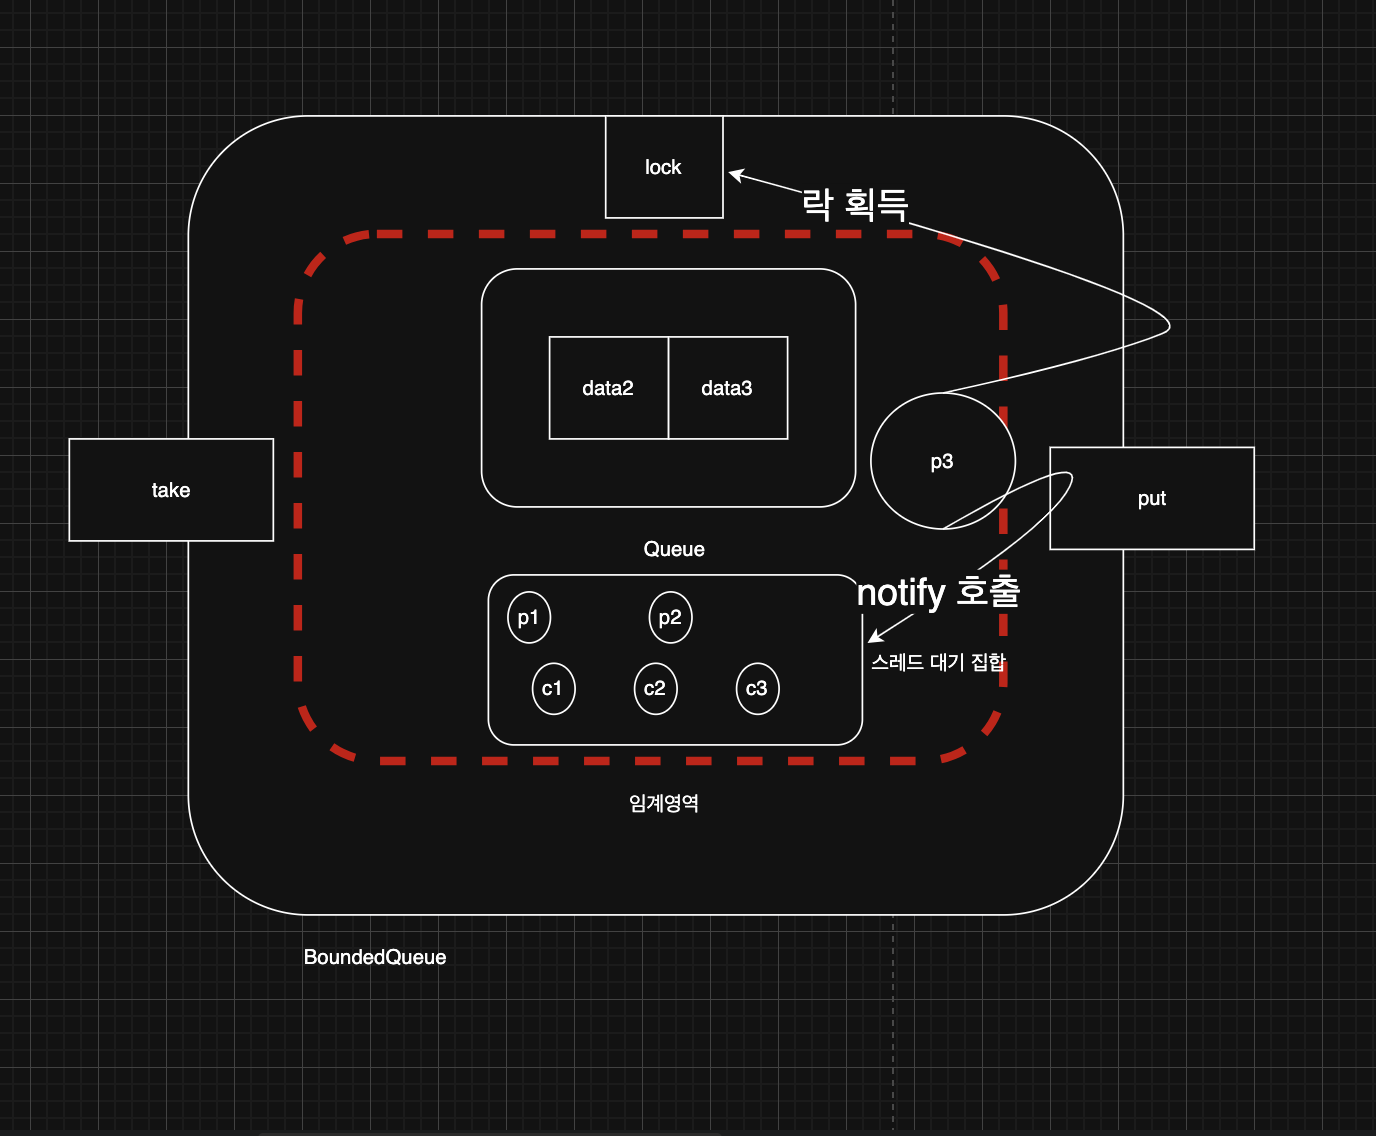 lock
락 획득
data2
data3
p3
take
put
Queue
notify 호출
p1
p2
스레드 대기 집합
c1
c2
c3
임계영역
BoundedQueue